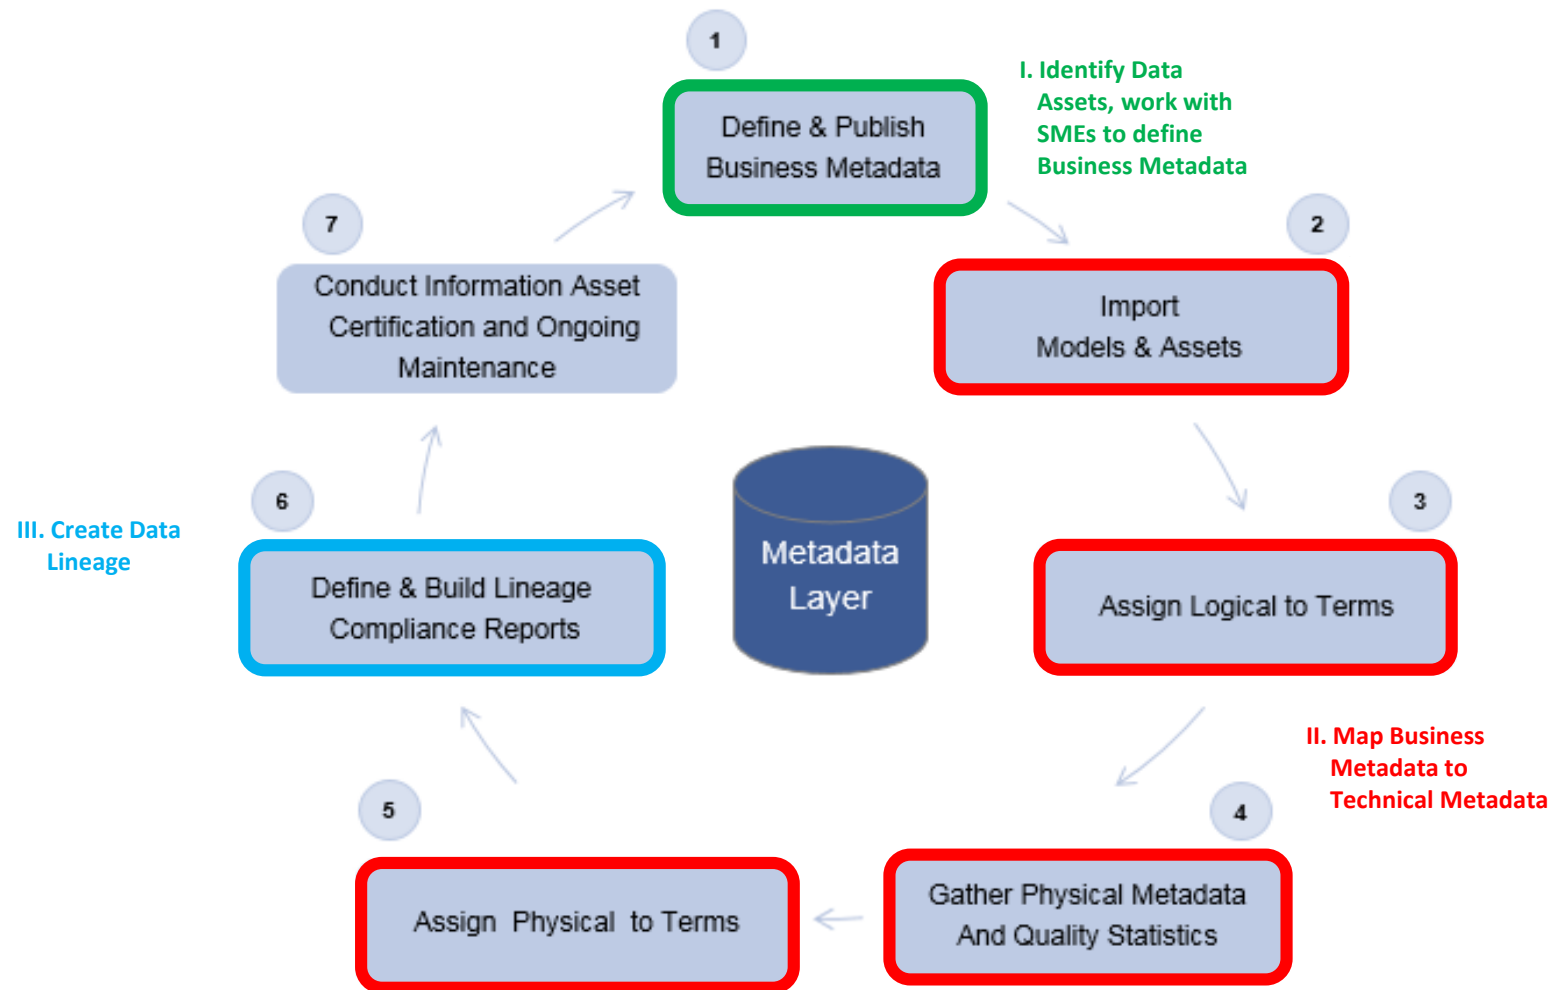 1
Define & Publish
Business Metadata
I. Identify Data
Assets, work with
SMEs to define
Business Metadata
2
Import
Models & Assets
3
Assign Logical to Terms
II. Map Business
Metadata to
Technical Metadata
4
Gather Physical Metadata
And Quality Statistics
5
Assign Physical to Terms
6
III. Create Data
Lineage
Define & Build Lineage
Compliance Reports
7
Conduct Information Asset
Certification and Ongoing
Maintenance
Metadata
Layer